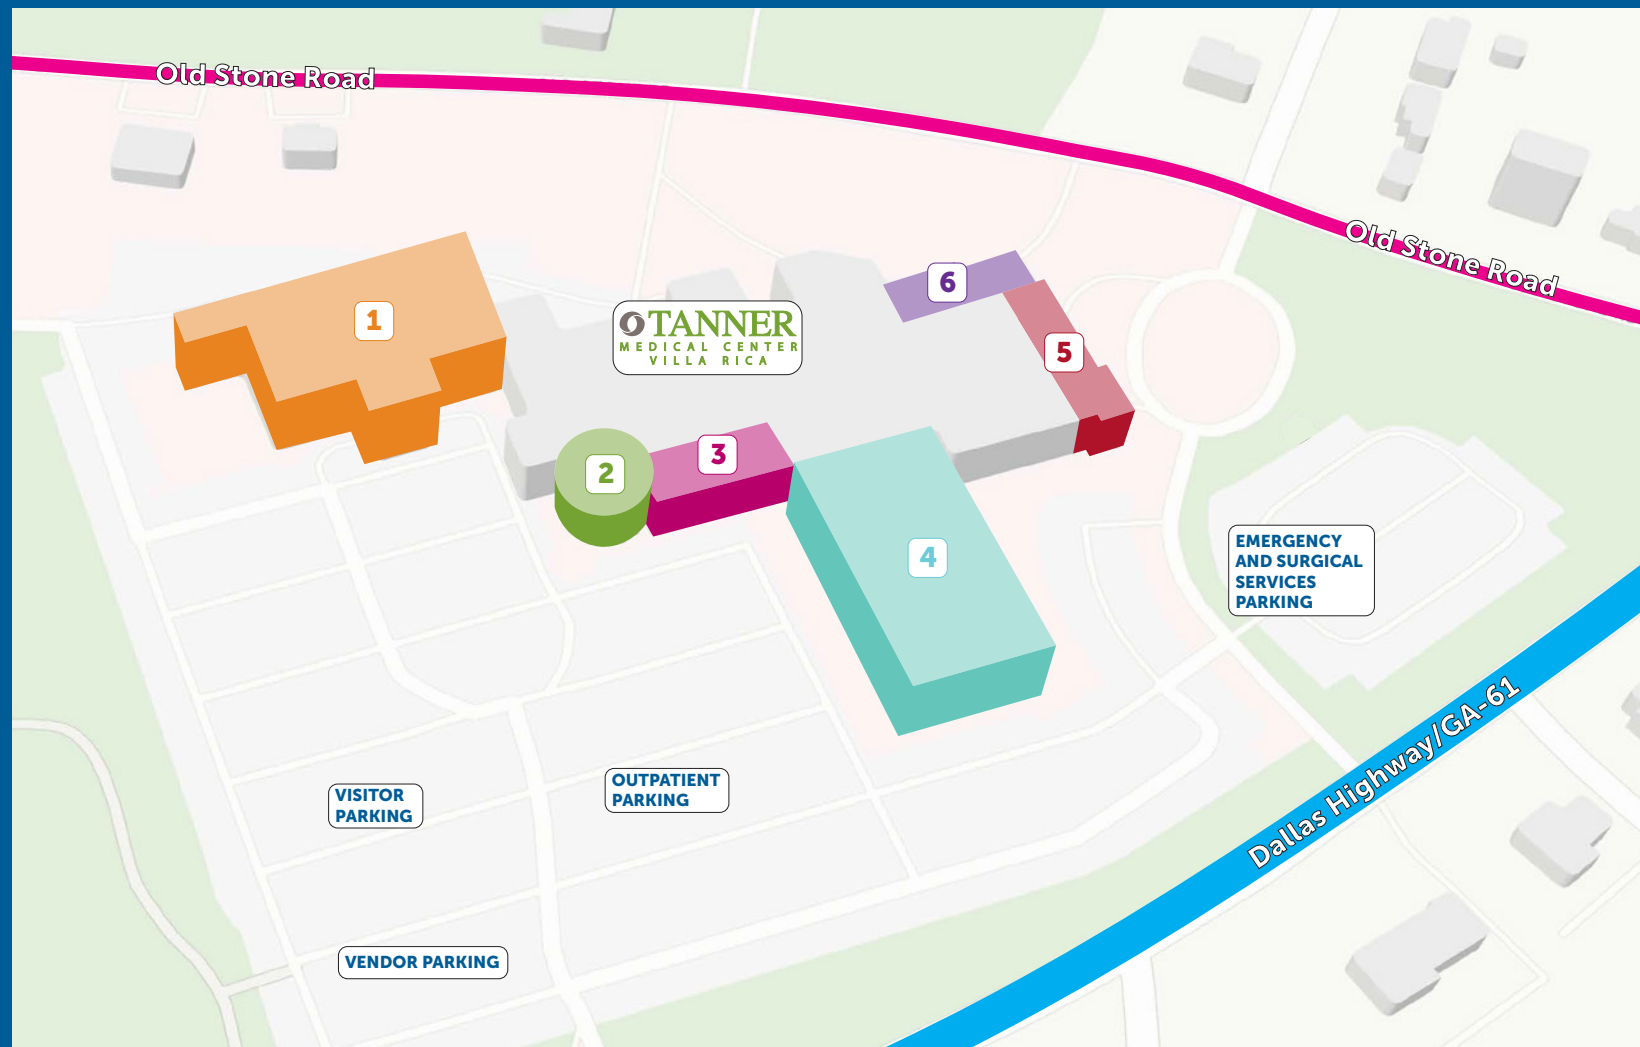 Old Stone Road
Old Stone Road
6
1
TANNER
MEDICAL CENTER
VILLA RICA
5
3
2
4
EMERGENCY
AND SURGICAL
SERVICES
PARKING
Dallas Highway/GA-61
OUTPATIENT
PARKING
VISITOR
PARKING
VENDOR PARKING